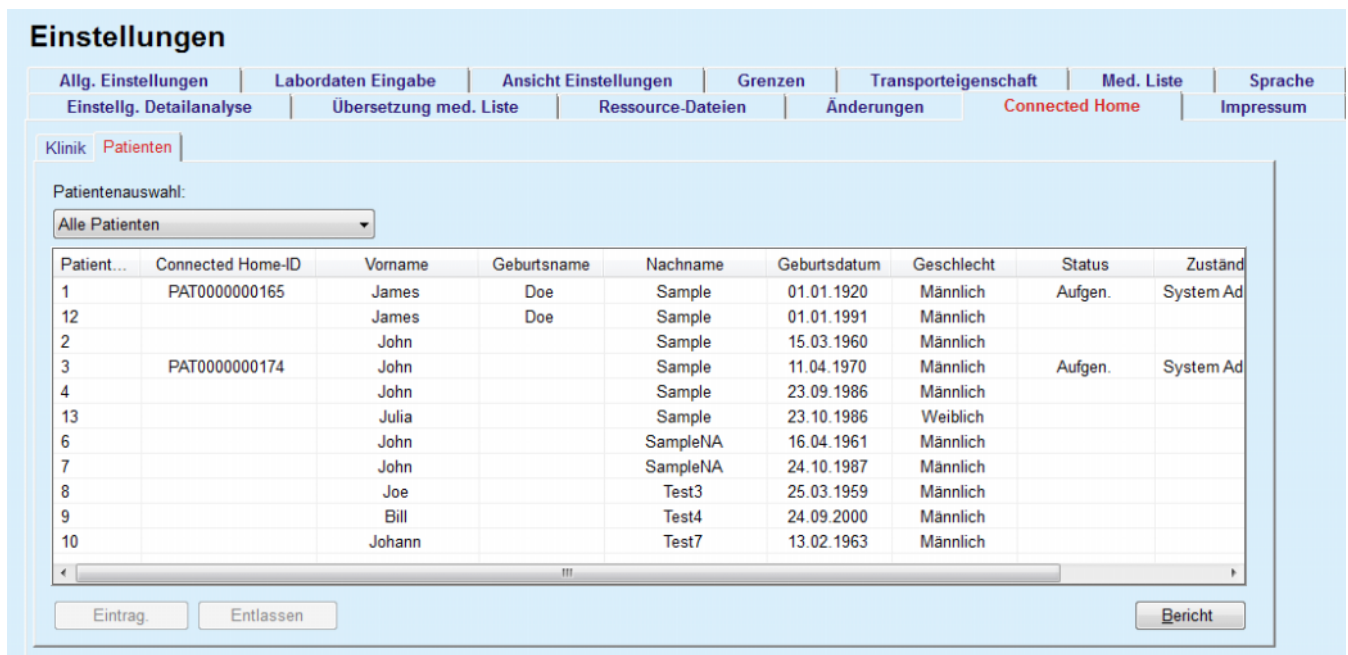 Einstellungen
Allg. Einstellungen Labordaten Eingabe Ansicht Einstellungen Grenzen Transporteigenschaft Med. Liste Sprache
Einstellg. Detailanalyse Übersetzung med. Liste Ressource-Dateien Änderungen Connected Home Impressum
Klinik Patienten
Patientenauswahl:
Alle Patienten
Patient... Connected Home-ID Vorname Geburtsname Nachname Geburtsdatum Geschlecht Status Zuständ
1 PAT0000000165 James Doe Sample 01.01.1920 Männlich Aufgen. System Ad
12 James Doe Sample 01.01.1991 Männlich
2 John Sample 15.03.1960 Männlich
3 PAT0000000174 John Sample 11.04.1970 Männlich Aufgen. System Ad
4 John Sample 23.09.1986 Männlich
13 Julia Sample 23.10.1986 Weiblich
6 John SampleNA 16.04.1961 Männlich
7 John SampleNA 24.10.1987 Männlich
8 Joe Test3 25.03.1959 Männlich
9 Bill Test4 24.09.2000 Männlich
10 Johann Test7 13.02.1963 Männlich
Eintrag. Entlassen Bericht